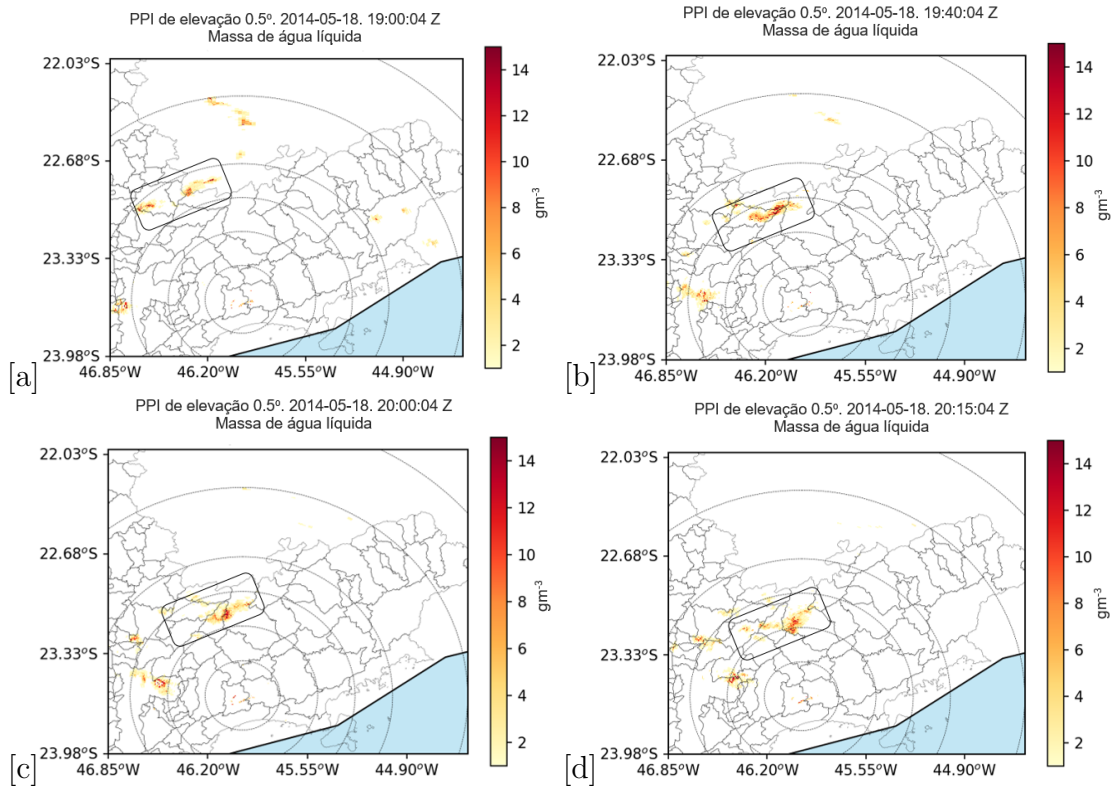 PPI de elevação 0.5º. 2014-05-18. 19:00:04 Z
Massa de água líquida
22.03°S
22.68°S
23.33°S
23.98°S
46.85°W 46.20°W 45.55°W 44.90°W
14
12
10
8
6
4
2
gm⁻³
[a]
PPI de elevação 0.5º. 2014-05-18. 19:40:04 Z
Massa de água líquida
22.03°S
22.68°S
23.33°S
23.98°S
46.85°W 46.20°W 45.55°W 44.90°W
14
12
10
8
6
4
2
gm⁻³
[b]
PPI de elevação 0.5º. 2014-05-18. 20:00:04 Z
Massa de água líquida
22.03°S
22.68°S
23.33°S
23.98°S
46.85°W 46.20°W 45.55°W 44.90°W
14
12
10
8
6
4
2
gm⁻³
[c]
PPI de elevação 0.5º. 2014-05-18. 20:15:04 Z
Massa de água líquida
22.03°S
22.68°S
23.33°S
23.98°S
46.85°W 46.20°W 45.55°W 44.90°W
14
12
10
8
6
4
2
gm⁻³
[d]